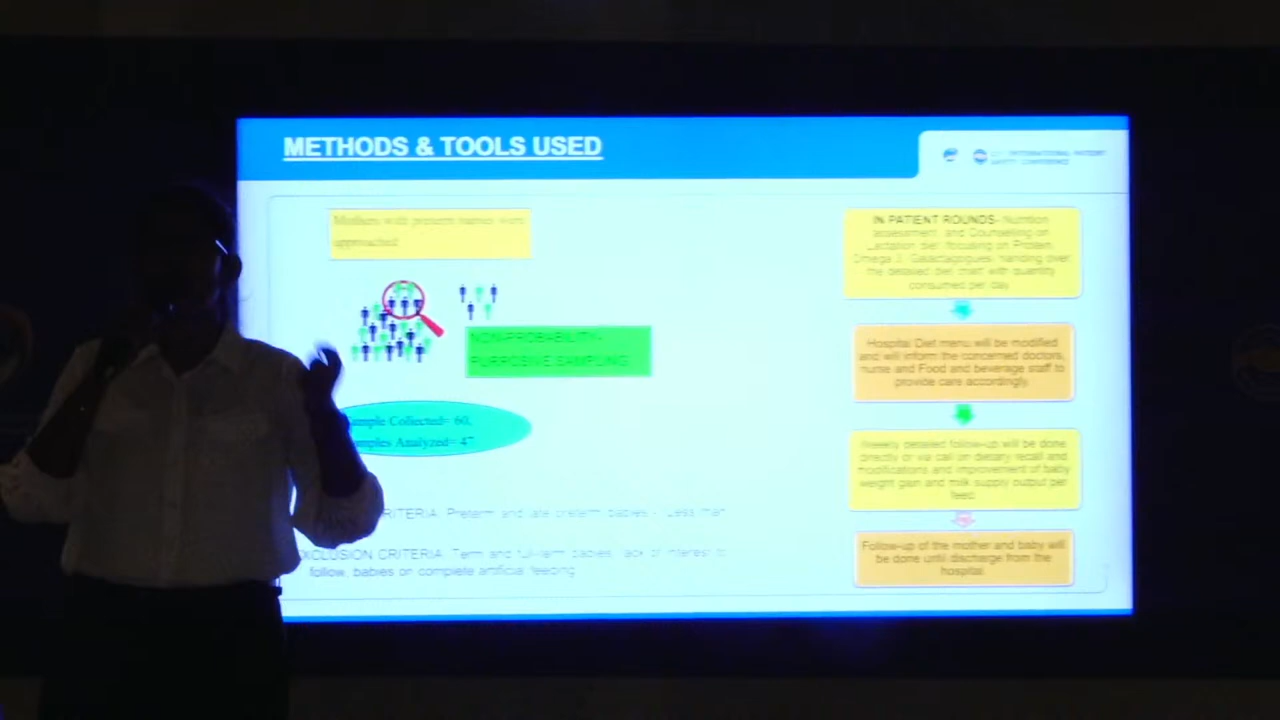 METHODS & TOOLS USED
INTERNATIONAL PATIENT
SAFETY CONFERENCE
Mothers with preterm babies were
approached
NON-PROBABILITY-
PURPOSIVE SAMPLING
Sample Collected= 60,
Samples Analyzed= 47
CRITERIA: Preterm and late preterm babies - Less than
EXCLUSION CRITERIA: Term and full-term babies, lack of interest to
follow, babies on complete artificial feeding
IN PATIENT ROUNDS- Nutrition
assessment and Counselling on
Lactation diet focusing on Protein,
Omega 3, Galactagogues, handing over
the detailed diet chart with quantity
consumed per day
Hospital Diet menu will be modified
and will inform the concerned doctors,
nurse and Food and beverage staff to
provide care accordingly.
Weekly detailed follow-up will be done
directly or via call on dietary recall and
modifications and improvement of baby
weight gain and milk supply output per
feed.
Follow-up of the mother and baby will
be done until discharge from the
hospital.